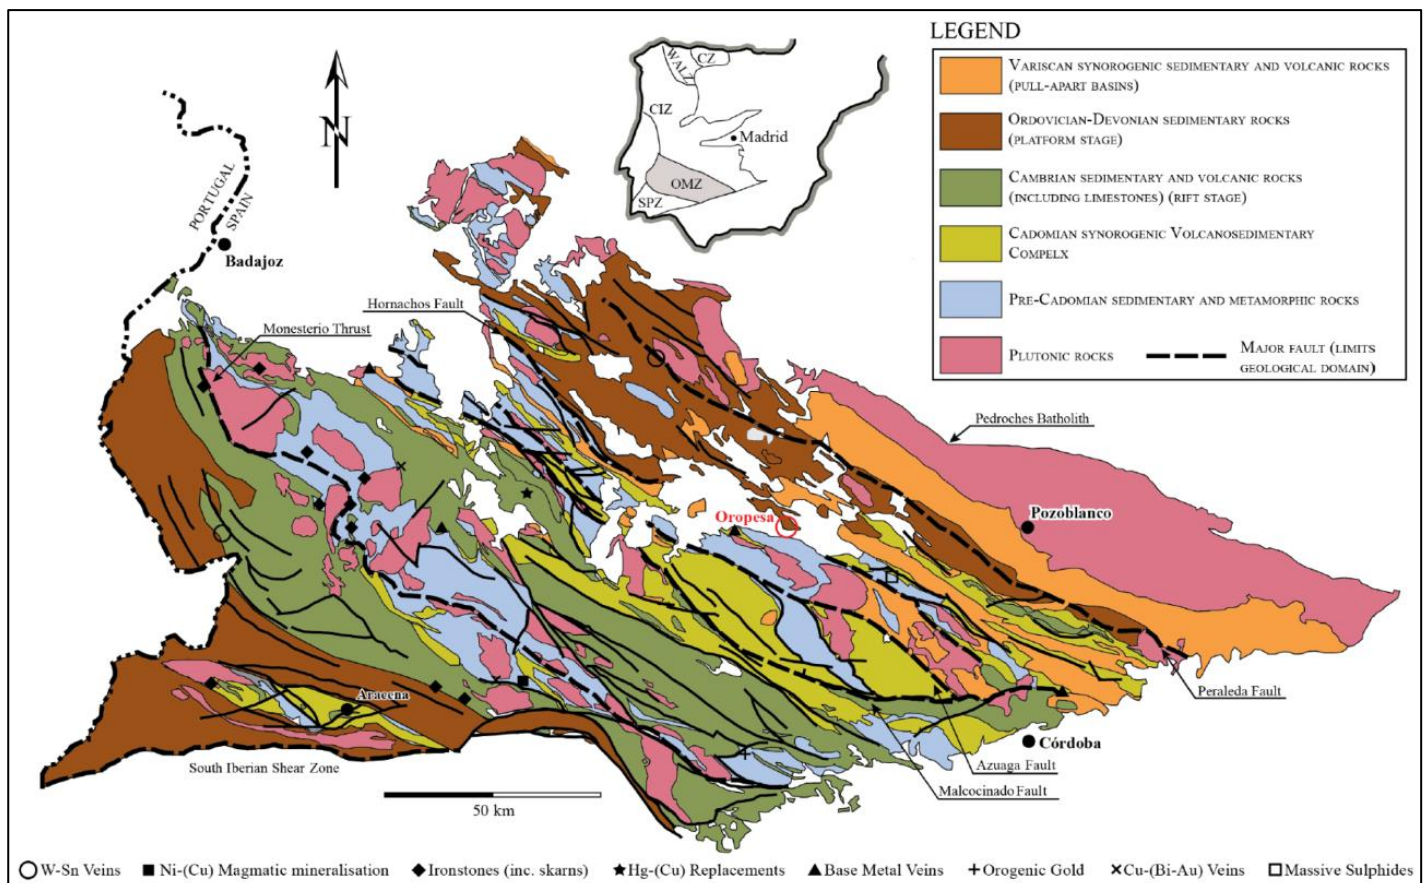 LEGEND
VARISCAN SYNOROGENIC SEDIMENTARY AND VOLCANIC ROCKS
(PULL-APART BASINS)
ORDOVICIAN-DEVONIAN SEDIMENTARY ROCKS
(PLATFORM STAGE)
CAMBRIAN SEDIMENTARY AND VOLCANIC ROCKS
(INCLUDING LIMESTONES) (RIFT STAGE)
CADOMIAN SYNOROGENIC VOLCANOSEDIMENTARY
COMPELX
PRE-CADOMIAN SEDIMENTARY AND METAMORPHIC ROCKS
PLUTONIC ROCKS
MAJOR FAULT (LIMITS
GEOLOGICAL DOMAIN)
N
WALZ
CZ
CIZ
Madrid
OMZ
SPZ
PORTUGAL
SPAIN
Badajoz
Hornachos Fault
Monesterio Thrust
Pedroches Batholith
Oropesa
Pozoblanco
Peraleda Fault
Aracena
Córdoba
Azuaga Fault
South Iberian Shear Zone
Malcocinado Fault
50 km
W-Sn Veins
Ni-(Cu) Magmatic mineralisation
Ironstones (inc. skarns)
Hg-(Cu) Replacements
Base Metal Veins
Orogenic Gold
Cu-(Bi-Au) Veins
Massive Sulphides